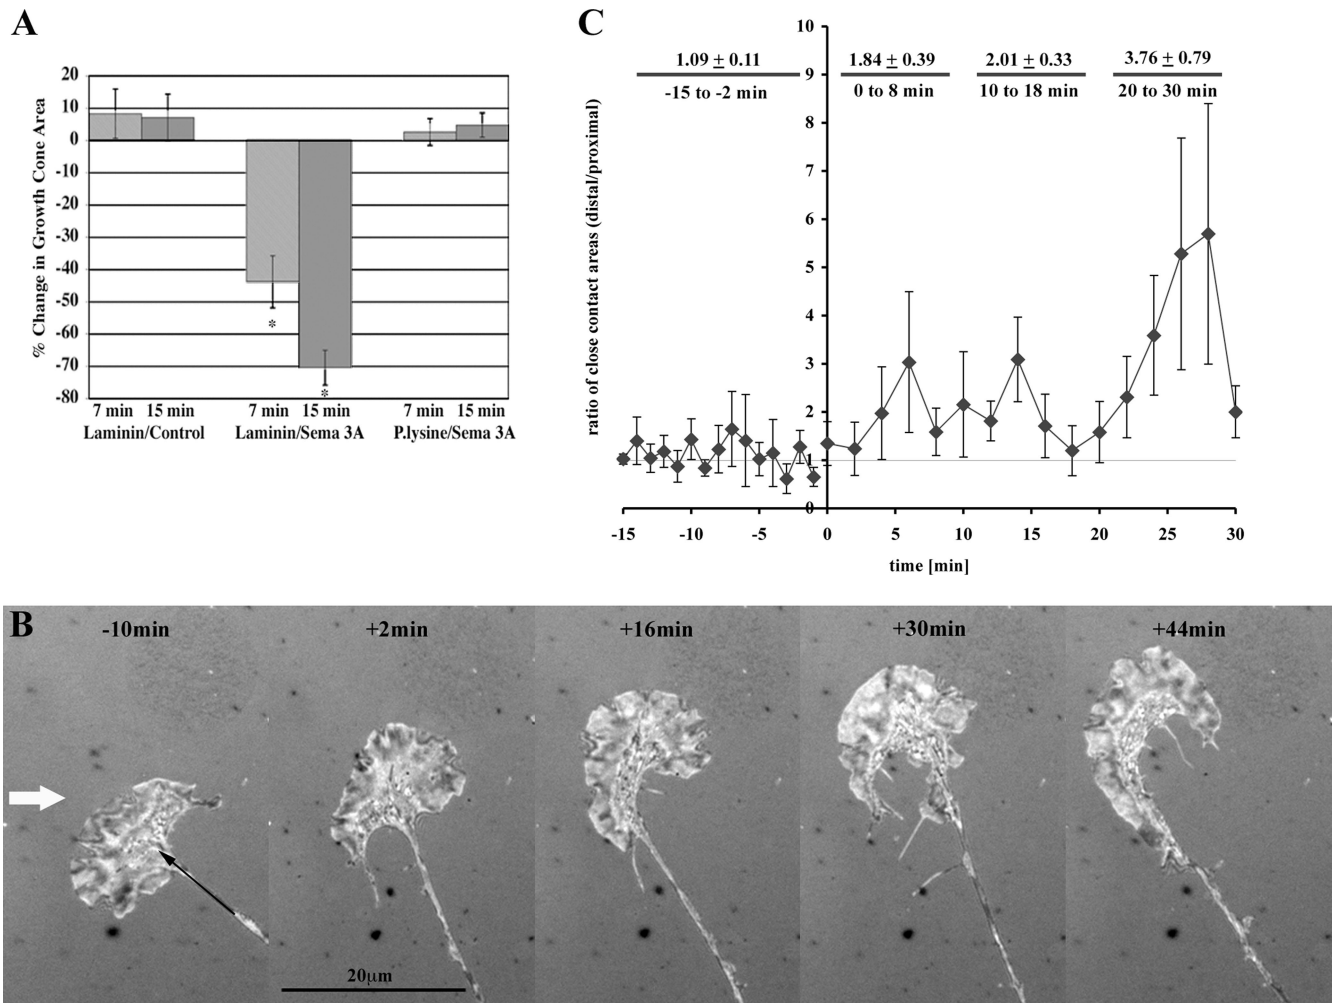 A
% Change in Growth Cone Area
20
10
0
-10
-20
-30
-40
-50
-60
-70
-80
*
*
7 min 15 min 7 min 15 min 7 min 15 min
Laminin/Control Laminin/Sema 3A P.lysine/Sema 3A
C
ratio of close contact areas (distal/proximal)
10
9
8
7
6
5
4
3
2
1
0
1.09 ± 0.11 1.84 ± 0.39 2.01 ± 0.33 3.76 ± 0.79
-15 to -2 min 0 to 8 min 10 to 18 min 20 to 30 min
-15 -10 -5 0 5 10 15 20 25 30
time [min]
B
-10min +2min +16min +30min +44min
20µm